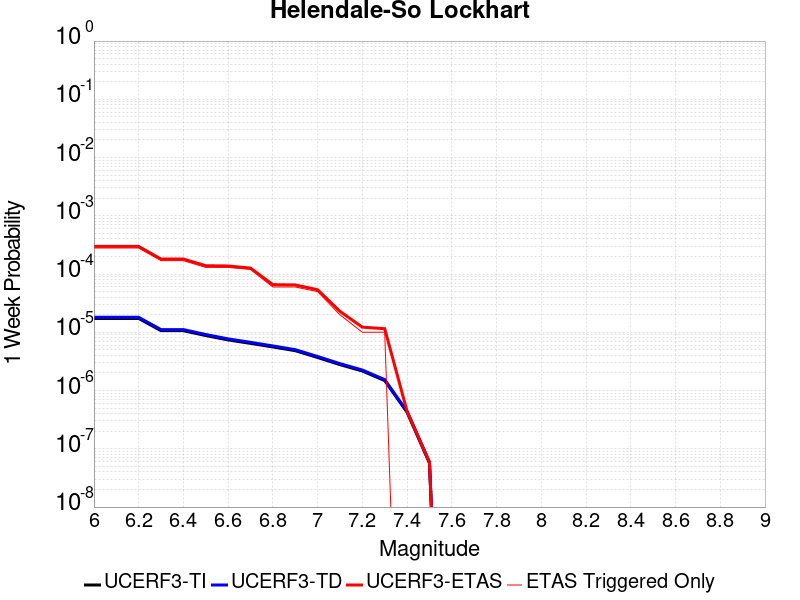 Helendale-So Lockhart
10^0
10^-1
10^-2
10^-3
10^-4
10^-5
10^-6
10^-7
10^-8
1 Week Probability
6 6.2 6.4 6.6 6.8 7 7.2 7.4 7.6 7.8 8 8.2 8.4 8.6 8.8 9
Magnitude
UCERF3-TI UCERF3-TD UCERF3-ETAS ETAS Triggered Only